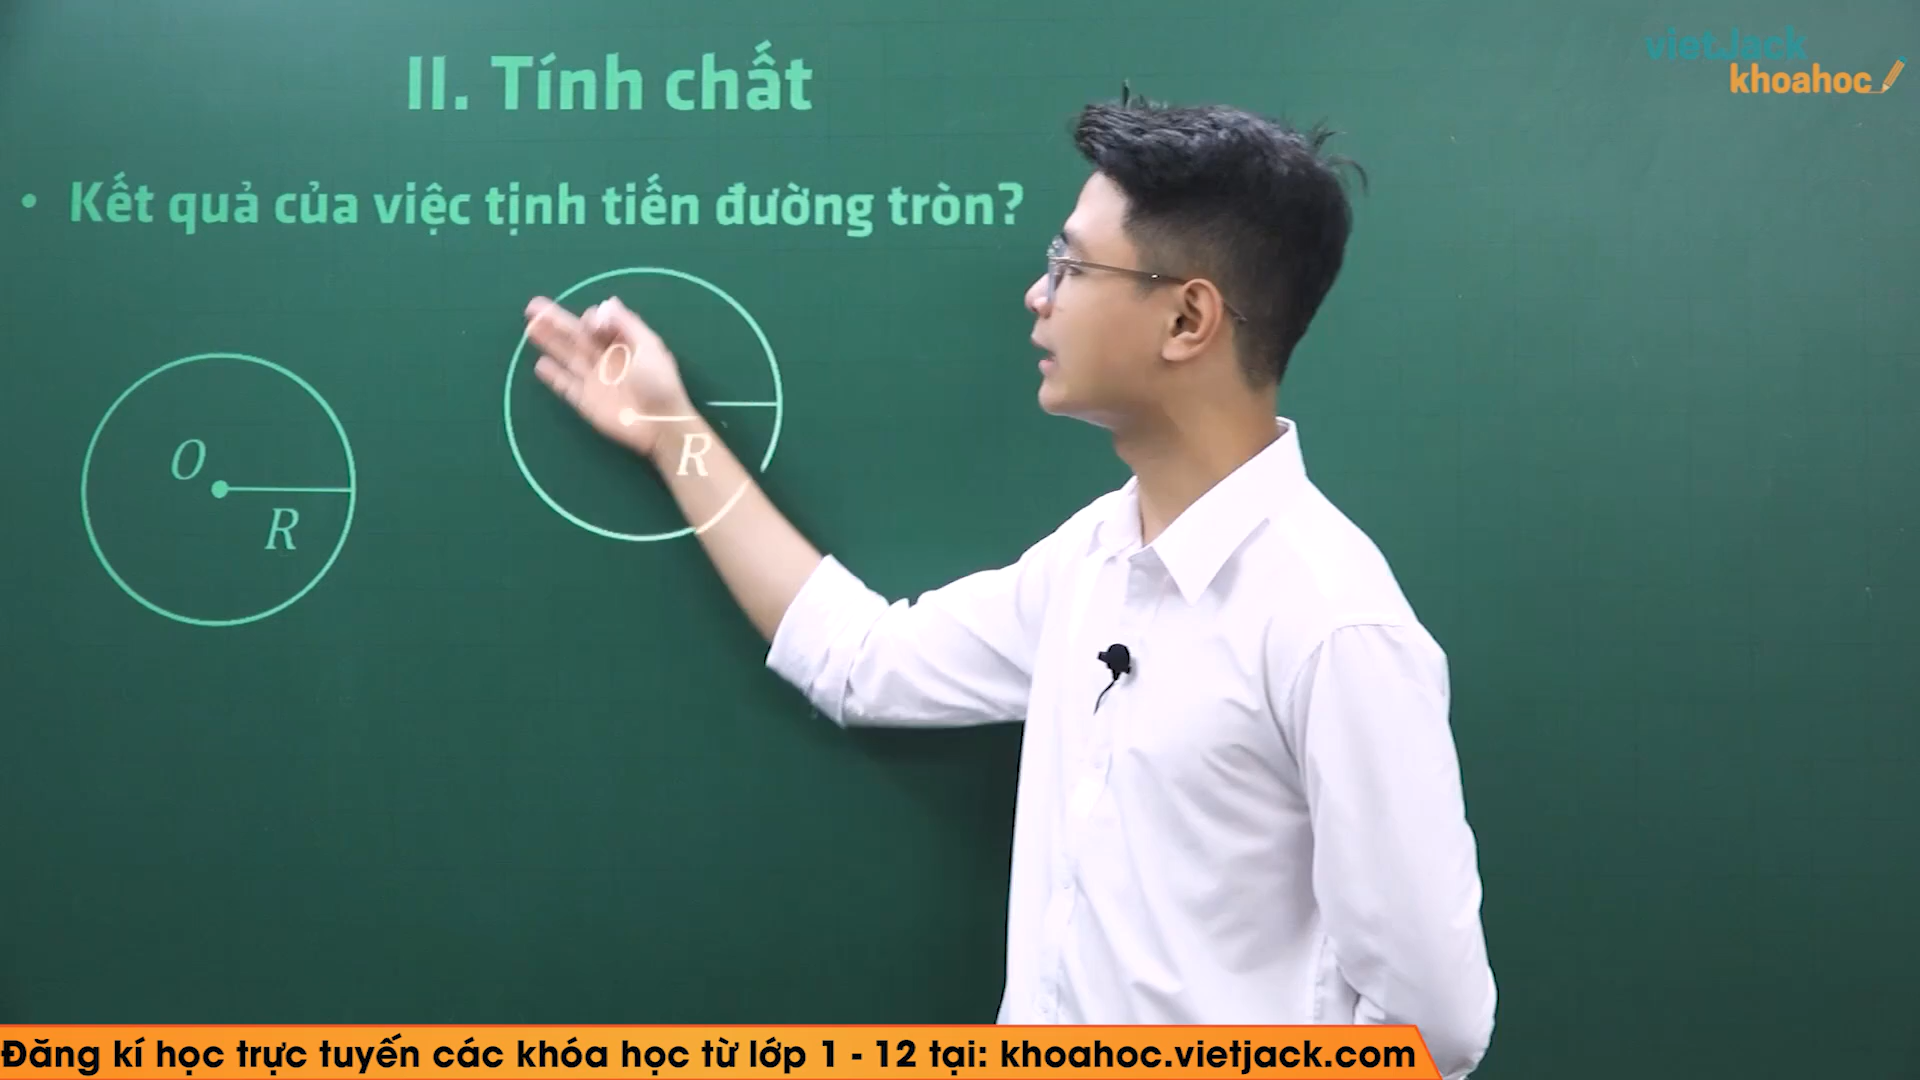 II. Tính chất
vietJack
khoahoc
• Kết quả của việc tịnh tiến đường tròn?
O
R
O
R
Đăng kí học trực tuyến các khóa học từ lớp 1 - 12 tại: khoahoc.vietjack.com